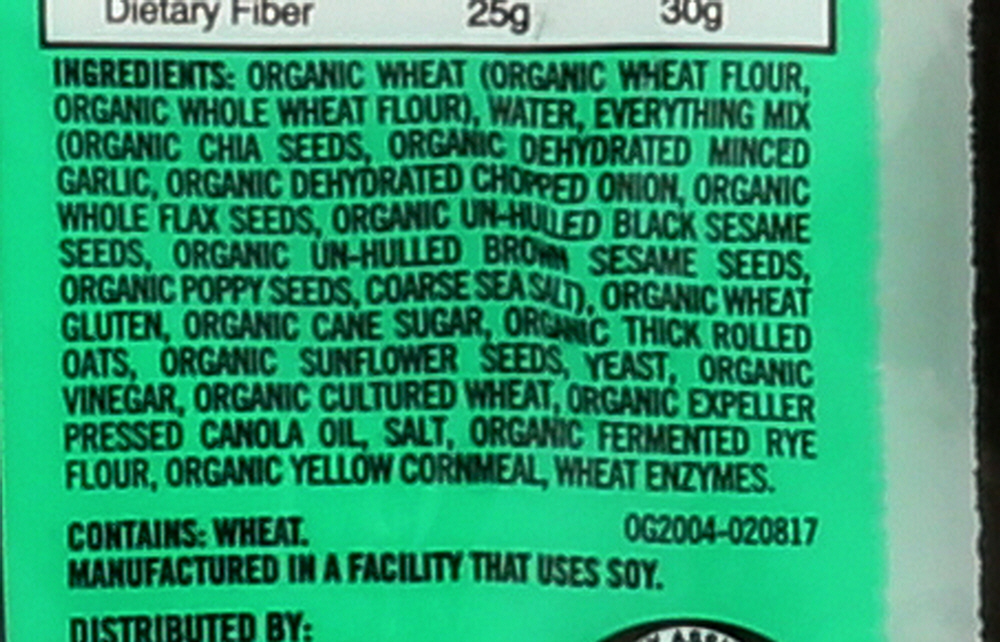 Dietary Fiber 25g 30g
INGREDIENTS: ORGANIC WHEAT (ORGANIC WHEAT FLOUR,
ORGANIC WHOLE WHEAT FLOUR), WATER, EVERYTHING MIX
(ORGANIC CHIA SEEDS, ORGANIC DEHYDRATED MINCED
GARLIC, ORGANIC DEHYDRATED CHOPPED ONION, ORGANIC
WHOLE FLAX SEEDS, ORGANIC UN-HULLED BLACK SESAME
SEEDS, ORGANIC UN-HULLED BROWN SESAME SEEDS,
ORGANIC POPPY SEEDS, COARSE SEA SALT), ORGANIC WHEAT
GLUTEN, ORGANIC CANE SUGAR, ORGANIC THICK ROLLED
OATS, ORGANIC SUNFLOWER SEEDS, YEAST, ORGANIC
VINEGAR, ORGANIC CULTURED WHEAT, ORGANIC EXPELLER
PRESSED CANOLA OIL, SALT, ORGANIC FERMENTED RYE
FLOUR, ORGANIC YELLOW CORNMEAL, WHEAT ENZYMES.
CONTAINS: WHEAT. OG2004-020817
MANUFACTURED IN A FACILITY THAT USES SOY.
DISTRIBUTED BY: